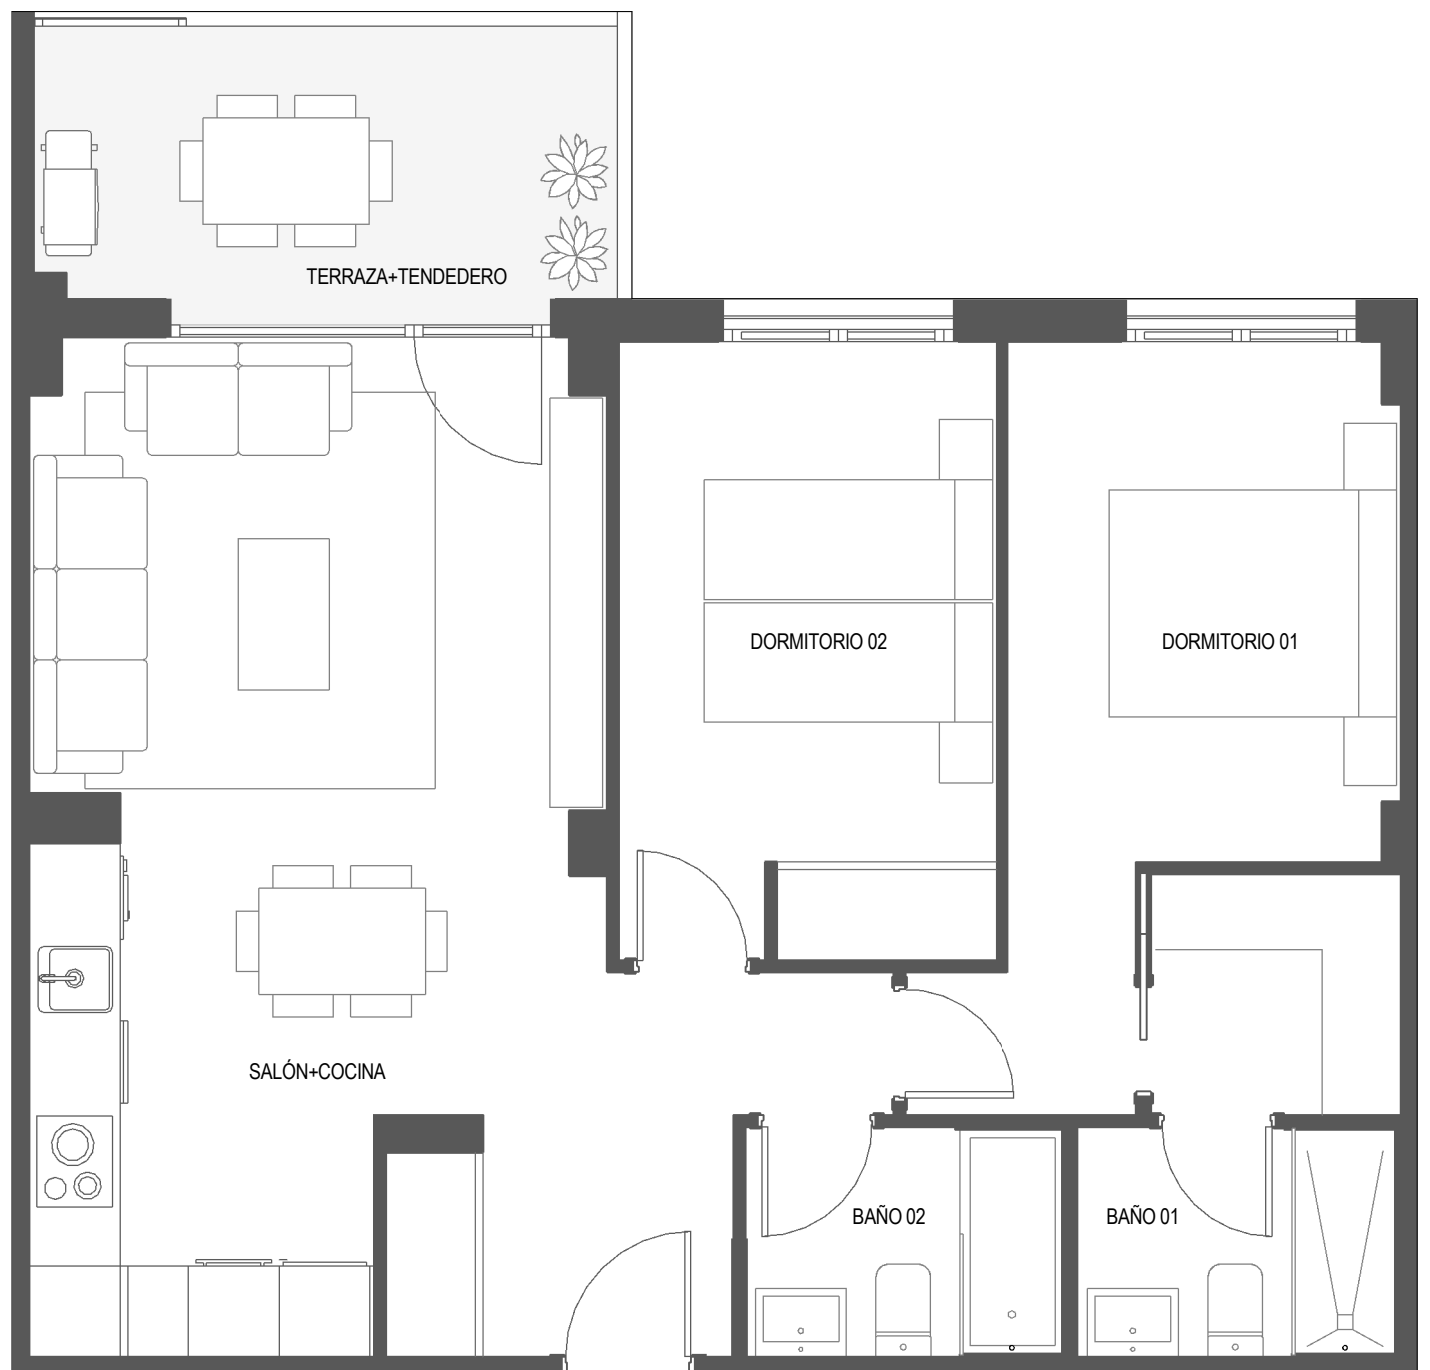 TERRAZA+TENDEDERO
DORMITORIO 02
DORMITORIO 01
SALÓN+COCINA
BAÑO 02
BAÑO 01